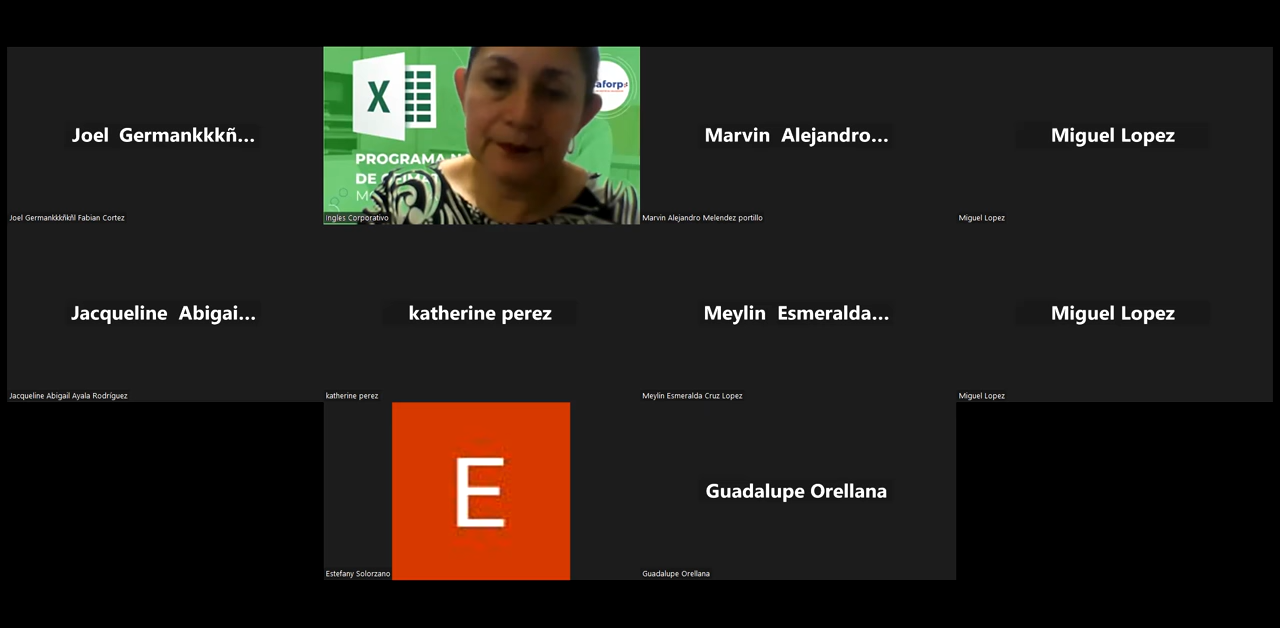 Joel Germankkkñ...
Joel Germankkkñkñl Fabian Cortez
X
aforp
PROGRAMA N
DE
M
Ingles Corporativo
Marvin Alejandro...
Marvin Alejandro Melendez portillo
Miguel Lopez
Miguel Lopez
Jacqueline Abigai...
Jacqueline Abigail Ayala Rodríguez
katherine perez
katherine perez
Meylin Esmeralda...
Meylin Esmeralda Cruz Lopez
Miguel Lopez
Miguel Lopez
E
Estefany Solorzano
Guadalupe Orellana
Guadalupe Orellana